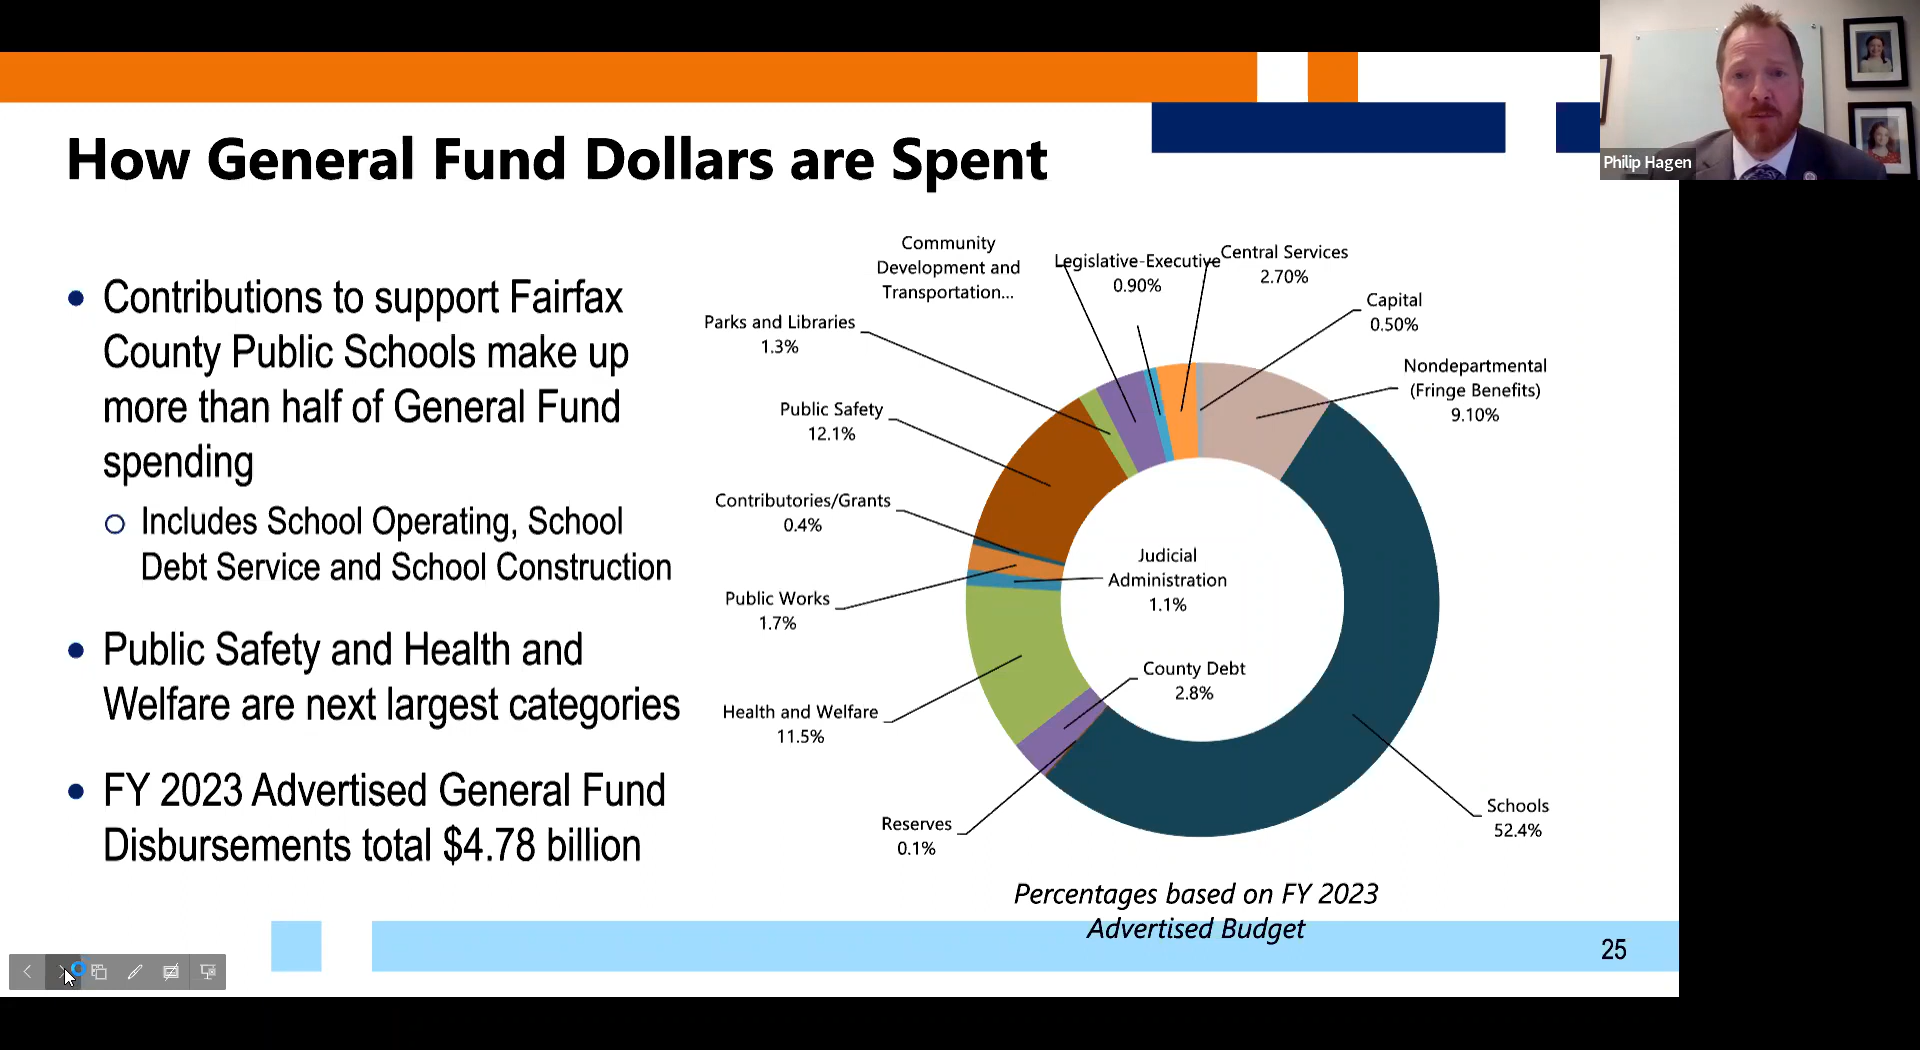 Philip Hagen
How General Fund Dollars are Spent
Contributions to support Fairfax
County Public Schools make up
more than half of General Fund
spending
Includes School Operating, School
Debt Service and School Construction
Public Safety and Health and
Welfare are next largest categories
FY 2023 Advertised General Fund
Disbursements total $4.78 billion
Community
Development and
Transportation...
Legislative-Executive
0.90%
Central Services
2.70%
Capital
0.50%
Nondepartmental
(Fringe Benefits)
9.10%
Parks and Libraries
1.3%
Public Safety
12.1%
Contributories/Grants
0.4%
Public Works
1.7%
Judicial
Administration
1.1%
County Debt
2.8%
Health and Welfare
11.5%
Reserves
0.1%
Schools
52.4%
Percentages based on FY 2023
Advertised Budget
25